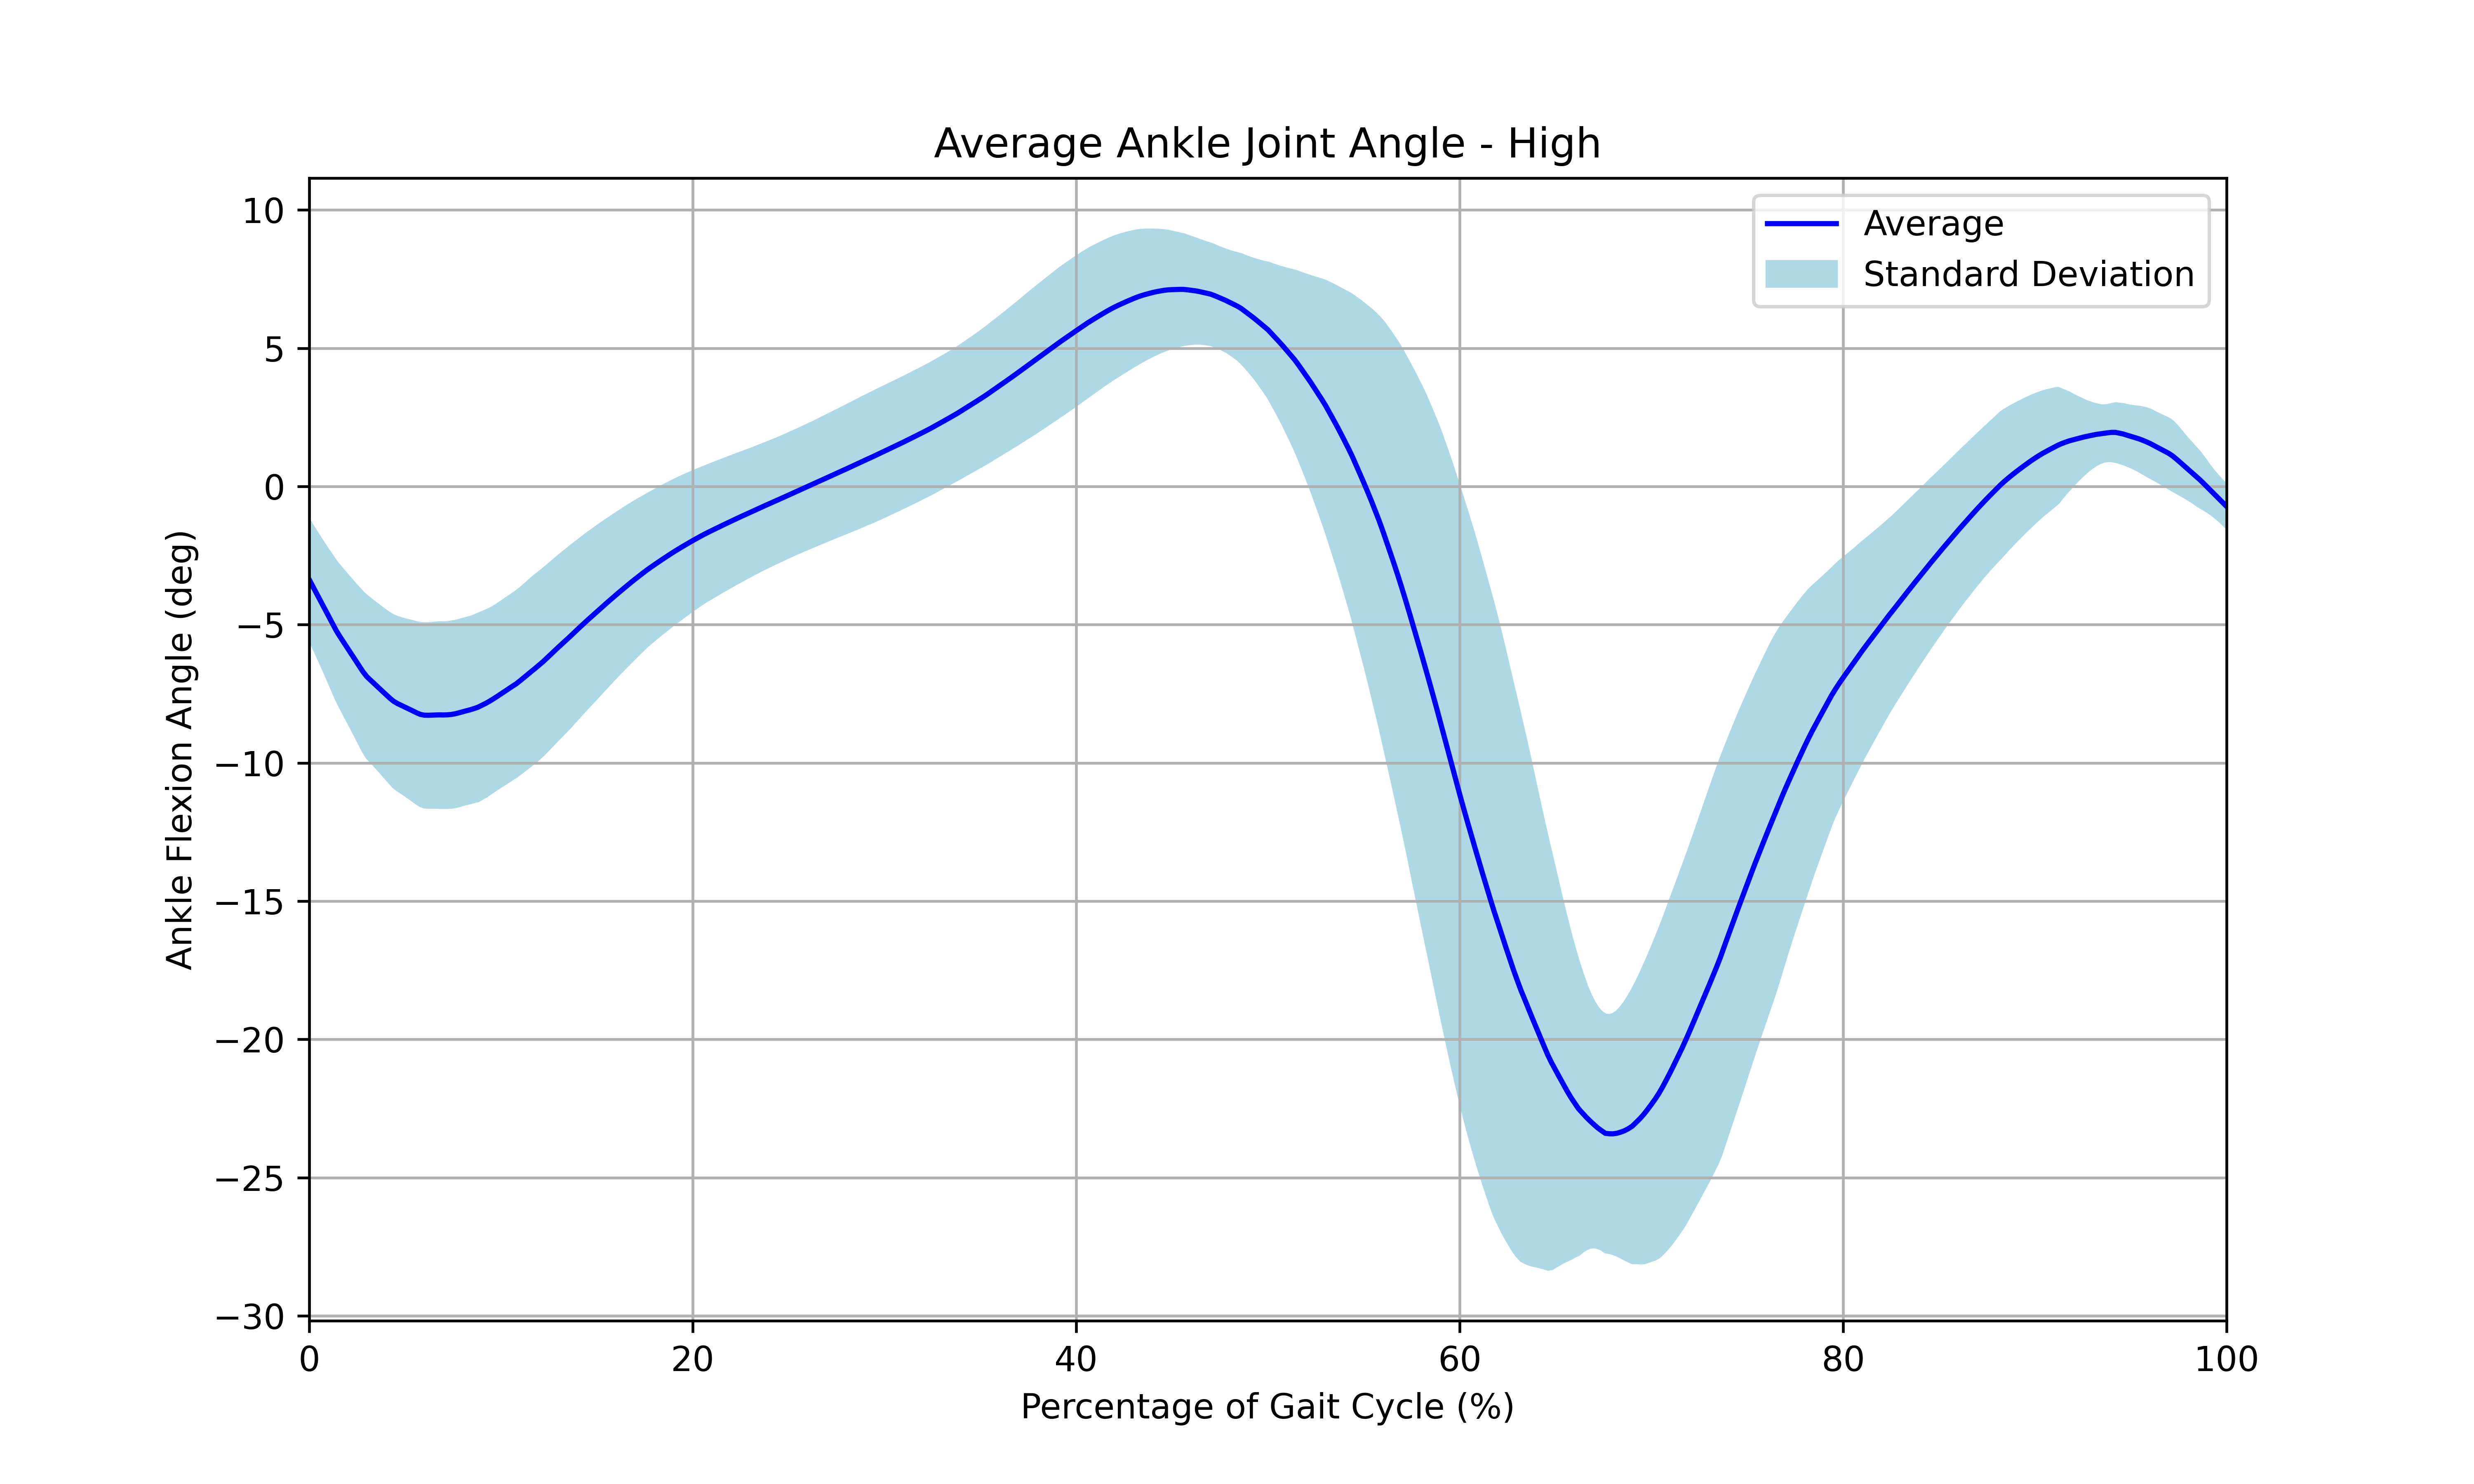 Average Ankle Joint Angle - High
Average
Standard Deviation
10
5
0
−5
−10
−15
−20
−25
−30
Ankle Flexion Angle (deg)
0 20 40 60 80 100
Percentage of Gait Cycle (%)